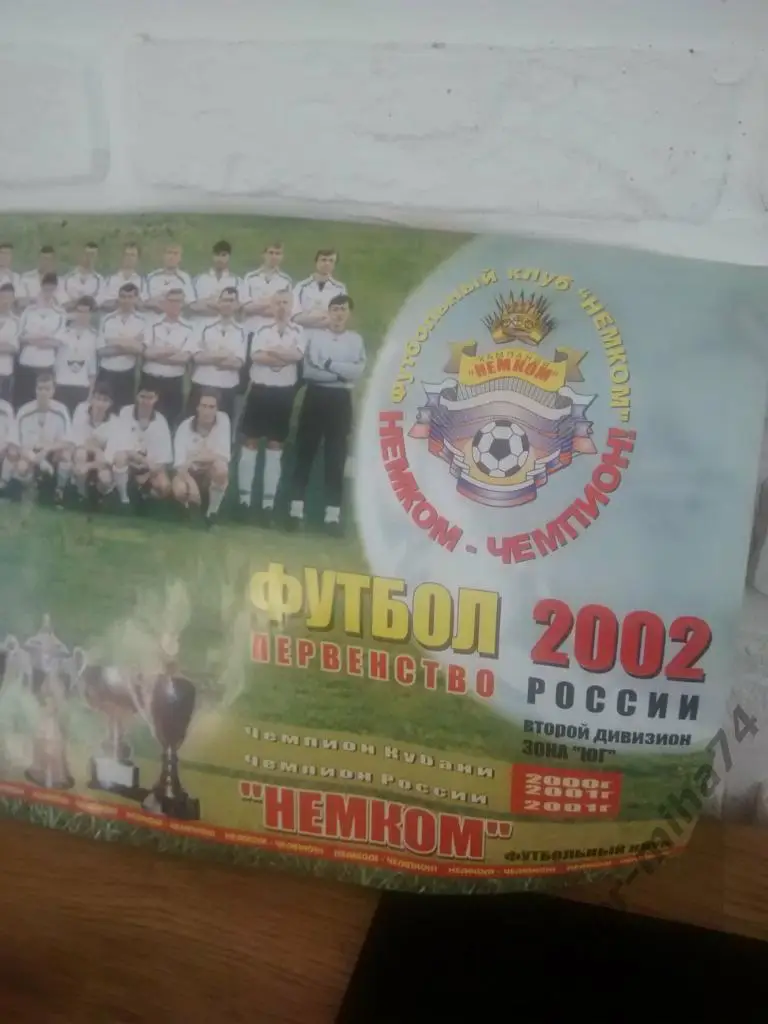 Футбольный клуб "НЕМКОМ"
"НЕМКОМ"
НЕМКОМ - ЧЕМПИОН!
ФУТБОЛ 2002
ПЕРВЕНСТВО РОССИИ
ВТОРОЙ ДИВИЗИОН
ЗОНА "ЮГ"
Чемпион Кубани 2000г
2001г
Чемпион России 2001г
"НЕМКОМ"
ФУТБОЛЬНЫЙ КЛУБ